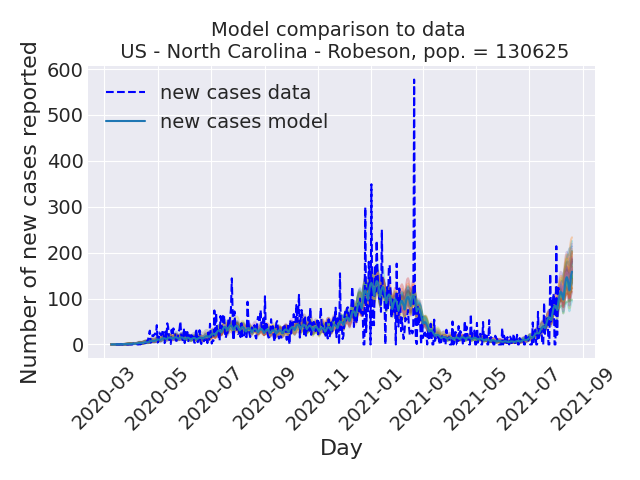 Model comparison to data
US - North Carolina - Robeson, pop. = 130625
Number of new cases reported
600
500
400
300
200
100
0
new cases data
new cases model
2020-03
2020-05
2020-07
2020-09
2020-11
2021-01
2021-03
2021-05
2021-07
2021-09
Day